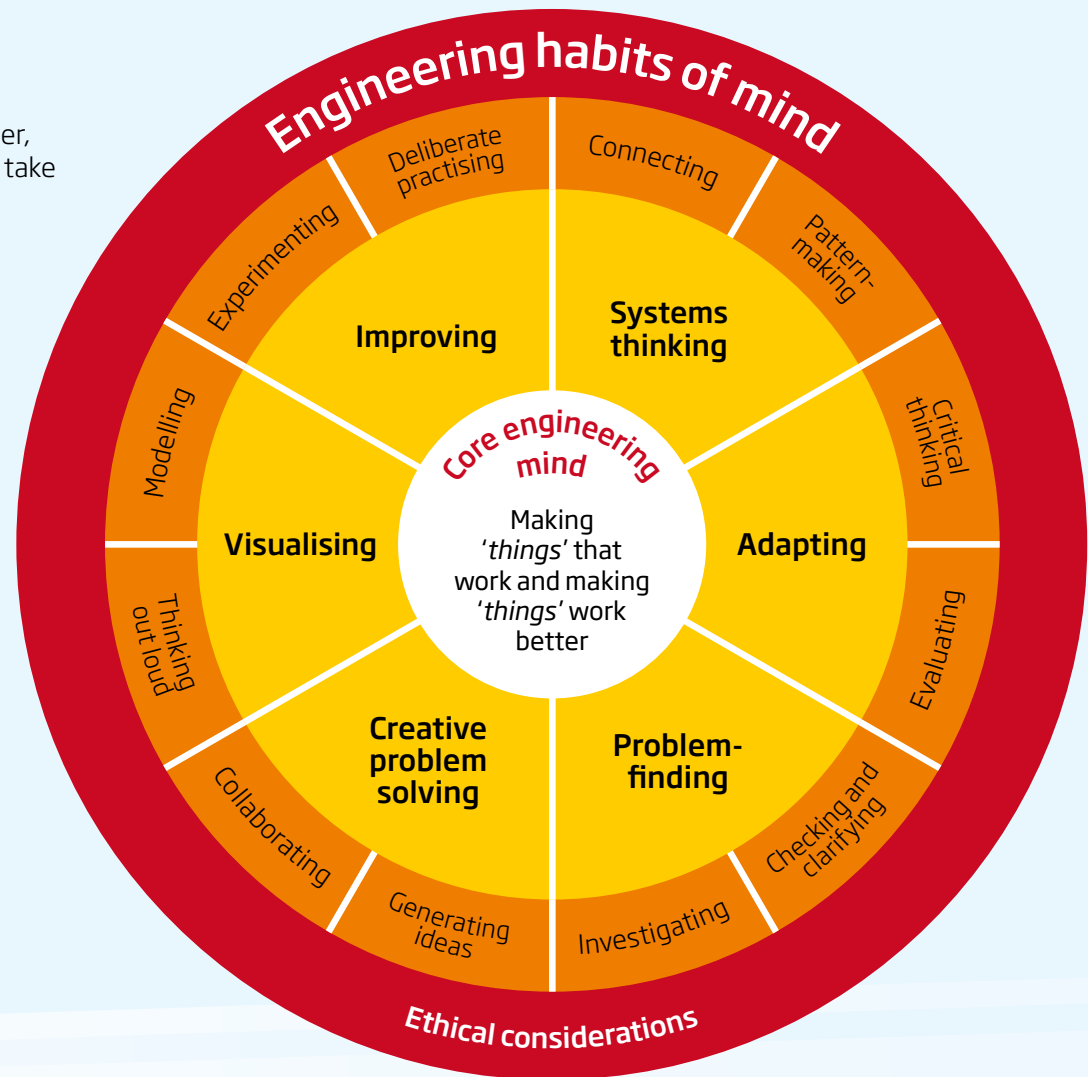 er,
take
Engineering habits of mind
Deliberate
practising
Connecting
Pattern-
making
Critical
thinking
Evaluating
Checking and
clarifying
Investigating
Generating
ideas
Collaborating
Thinking
out loud
Modelling
Experimenting
Improving
Systems
thinking
Adapting
Problem-
finding
Creative
problem
solving
Visualising
Core engineering
mind
Making
‘things’ that
work and making
‘things’ work
better
Ethical considerations